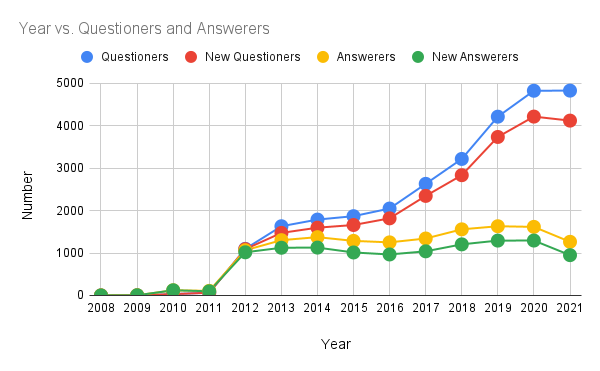 Year vs. Questioners and Answerers
Questioners New Questioners Answerers New Answerers
5000
4000
3000
2000
1000
0
Number
2008 2009 2010 2011 2012 2013 2014 2015 2016 2017 2018 2019 2020 2021
Year